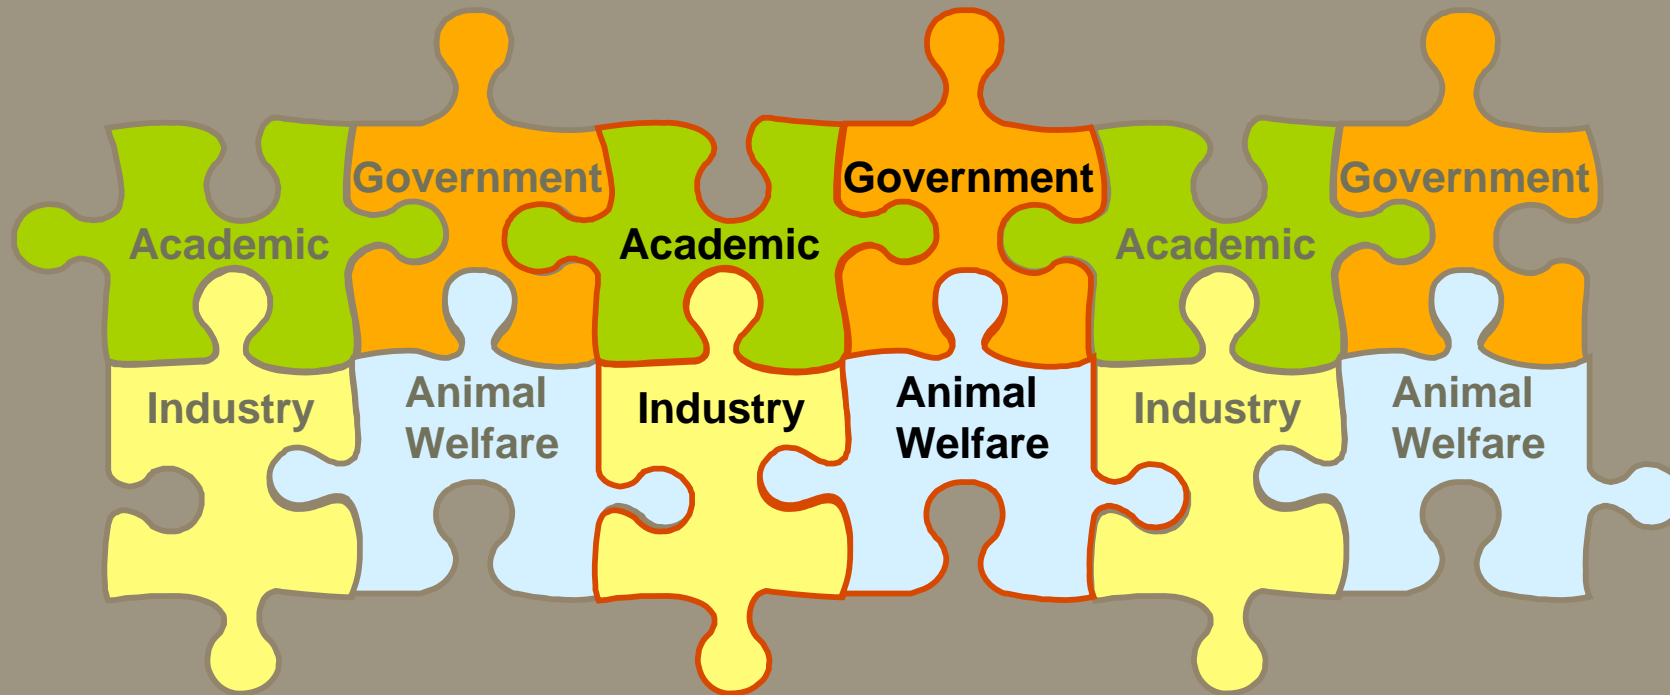 Government
Government
Government
Academic
Academic
Academic
Industry
Animal
Welfare
Industry
Animal
Welfare
Industry
Animal
Welfare